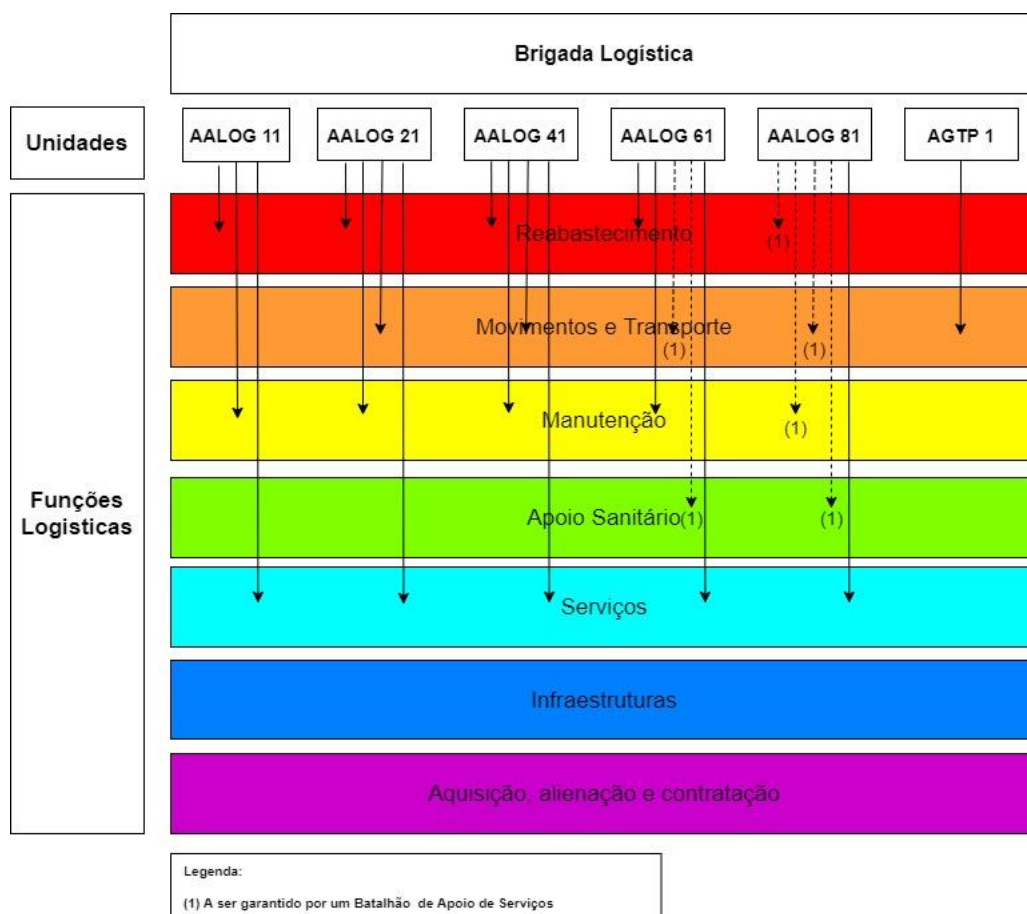 Brigada Logística
Unidades
AALOG 11
AALOG 21
AALOG 41
AALOG 61
AALOG 81
AGTP 1
Funções
Logisticas
Reabastecimento
(1)
Movimentos e Transporte
(1)
(1)
Manutenção
(1)
Apoio Sanitário(1)
(1)
Serviços
Infraestruturas
Aquisição, alienação e contratação
Legenda:
(1) A ser garantido por um Batalhão de Apoio de Serviços